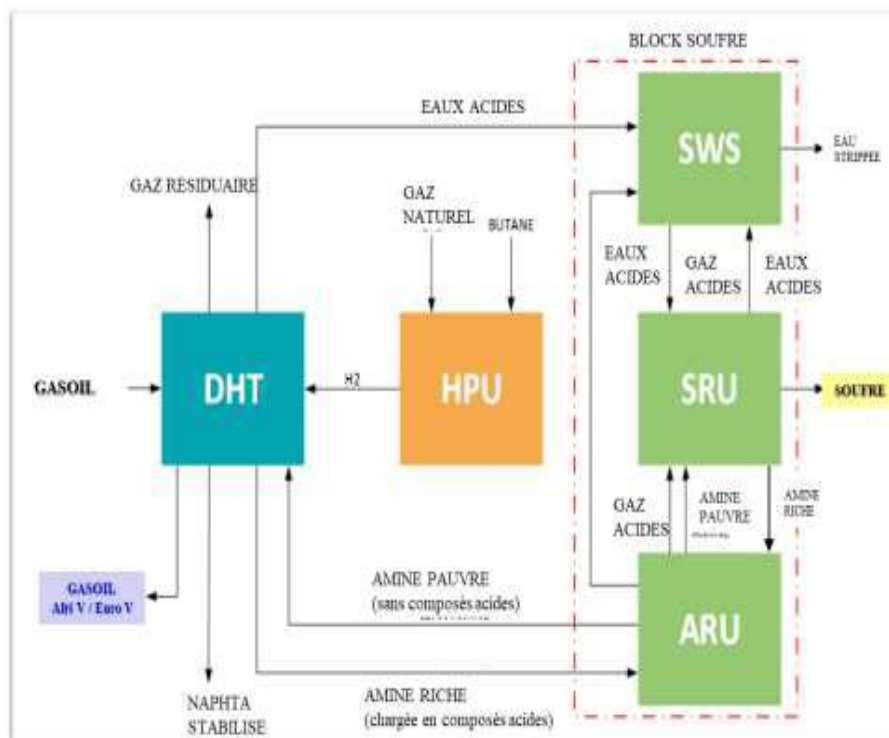 BLOCK SOUFRE
EAUX ACIDES
SWS
EAU
STRIPPEE
GAZ RÉSIDUAIRE
GAZ
NATUREL
BUTANE
EAUX
ACIDES
GAZ
ACIDES
EAUX
ACIDES
GASOIL
DHT
H2
HPU
SRU
SOUFRE
GAZ
ACIDES
AMINE
PAUVRE
AMINE
RICHE
GASOIL
Afri V / Euro V
AMINE PAUVRE
(sans composés acides)
ARU
NAPHTA
STABILISE
AMINE RICHE
(chargée en composés acides)